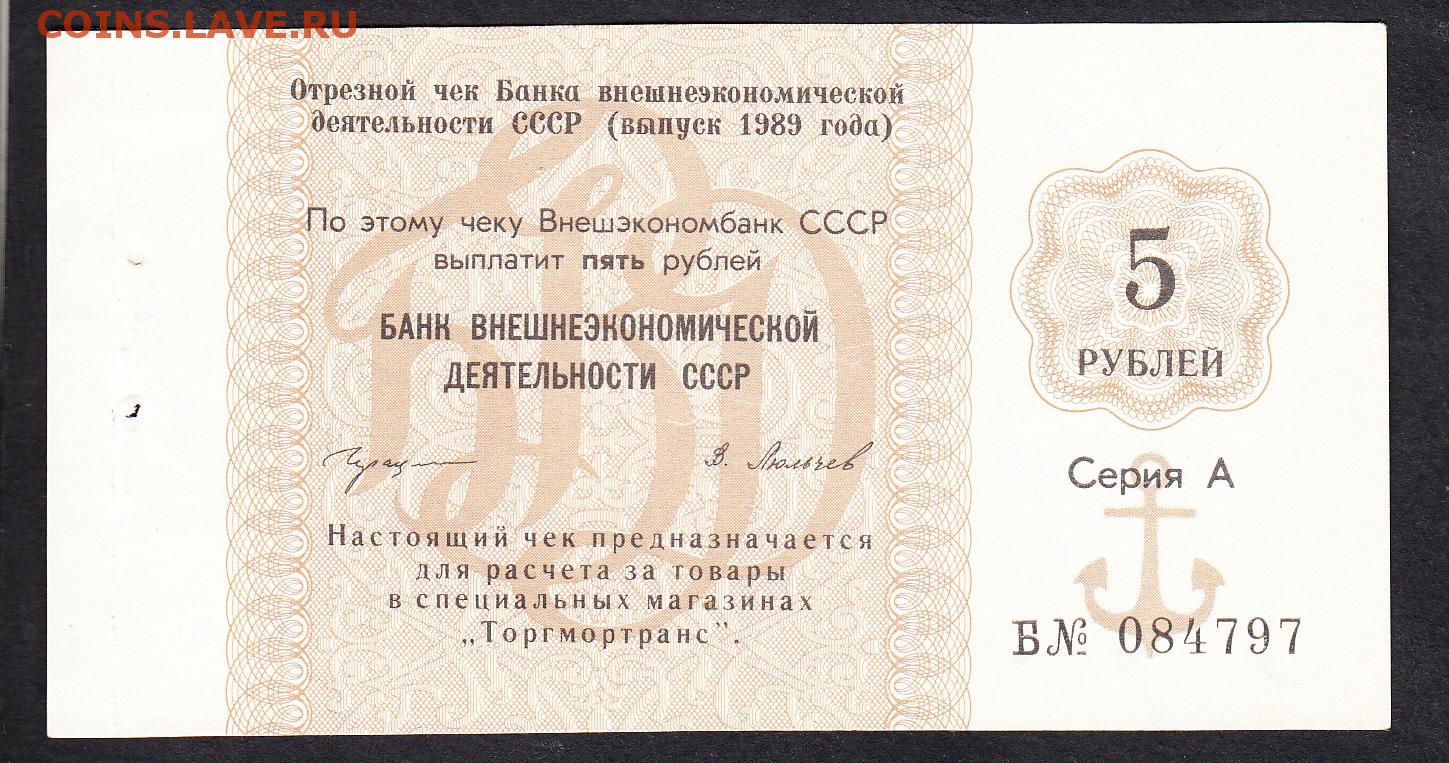 COINS.LAVE.RU
Отрезной чек Банка внешнеэкономической
деятельности СССР (выпуск 1989 года)
По этому чеку Внешэкономбанк СССР
выплатит пять рублей
БАНК ВНЕШНЕЭКОНОМИЧЕСКОЙ
ДЕЯТЕЛЬНОСТИ СССР
В. Люльчев
Настоящий чек предназначается
для расчета за товары
в специальных магазинах
„Торгмортранс”.
5
РУБЛЕЙ
Серия А
Б№ 084797